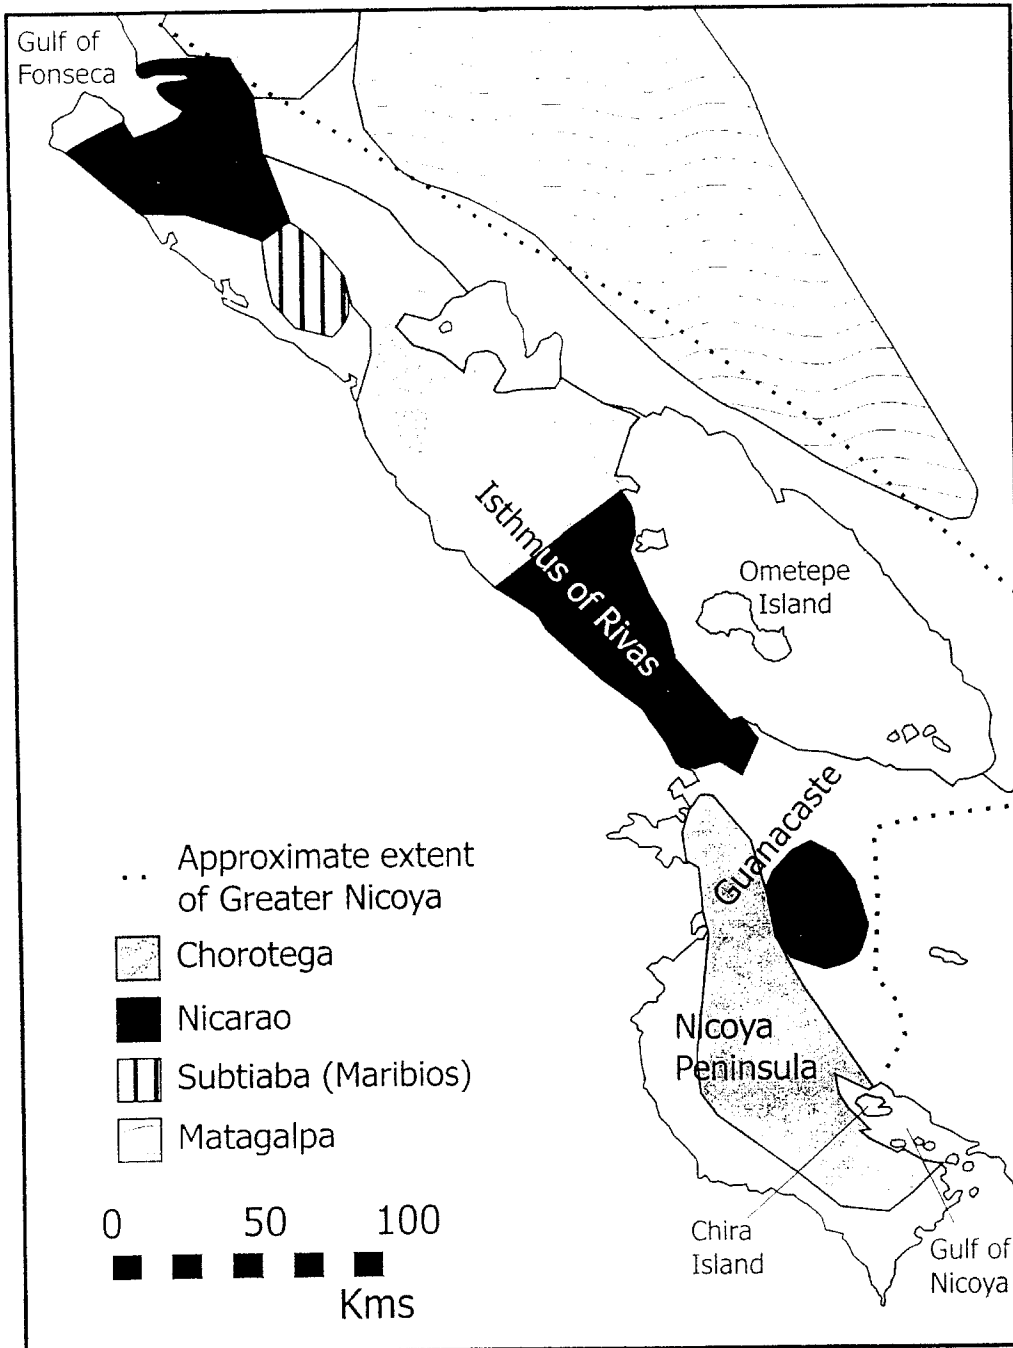 Gulf of
Fonseca
Isthmus of Rivas
Ometepe
Island
Guanacaste
Approximate extent
of Greater Nicoya
Chorotega
Nicarao
Subtiaba (Maribios)
Matagalpa
Nicoya
Peninsula
0 50 100
Kms
Chira
Island
Gulf of
Nicoya